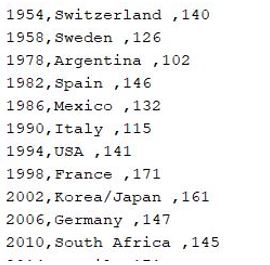 1954,Switzerland ,140
1958,Sweden ,126
1978,Argentina ,102
1982,Spain ,146
1986,Mexico ,132
1990,Italy ,115
1994,USA ,141
1998,France ,171
2002,Korea/Japan ,161
2006,Germany ,147
2010,South Africa ,145